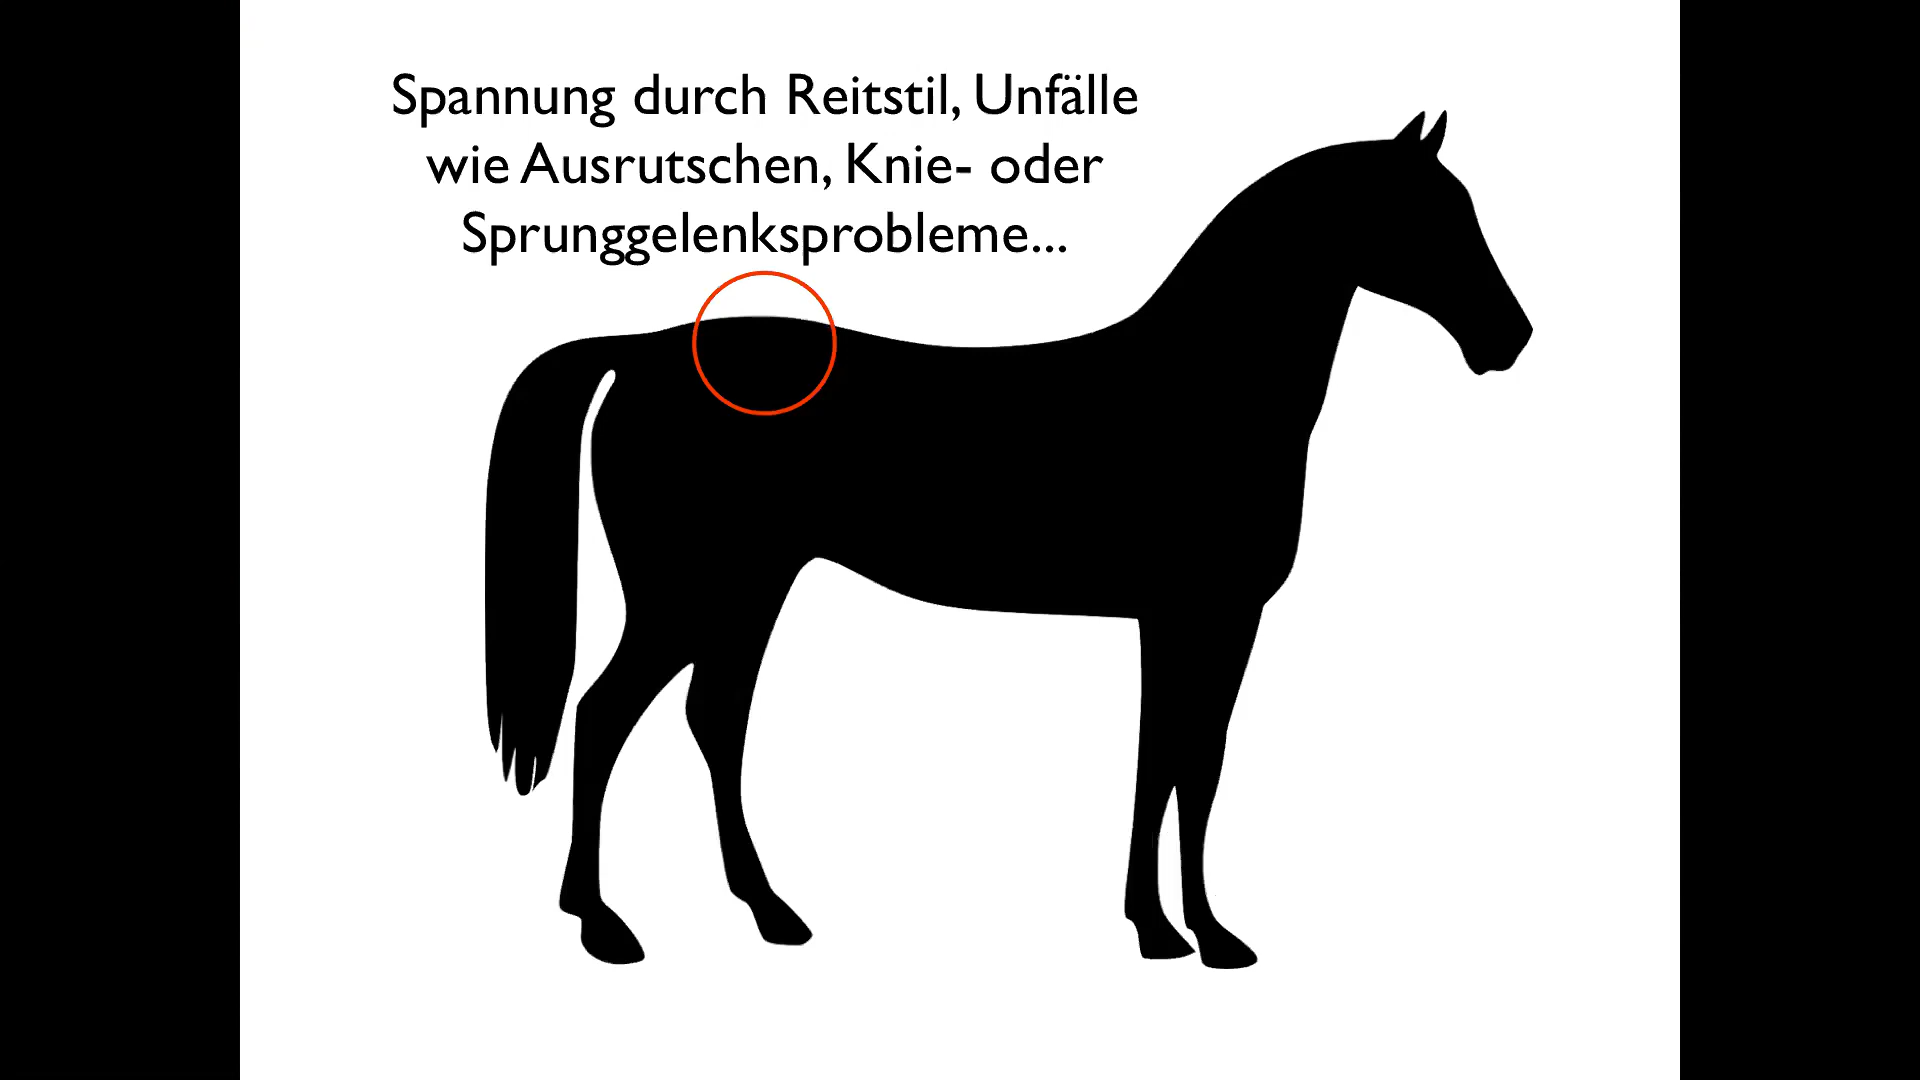 Spannung durch Reitstil, Unfälle
wie Ausrutschen, Knie- oder
Sprunggelenksprobleme...